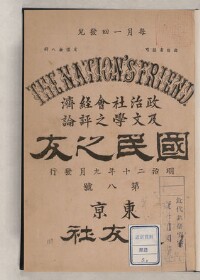 每月一回發兌
THE NATION'S FRIEND
政治社會經濟
及文學之評論
國民之友
明治二十年九月發行
第八號
東京
友社